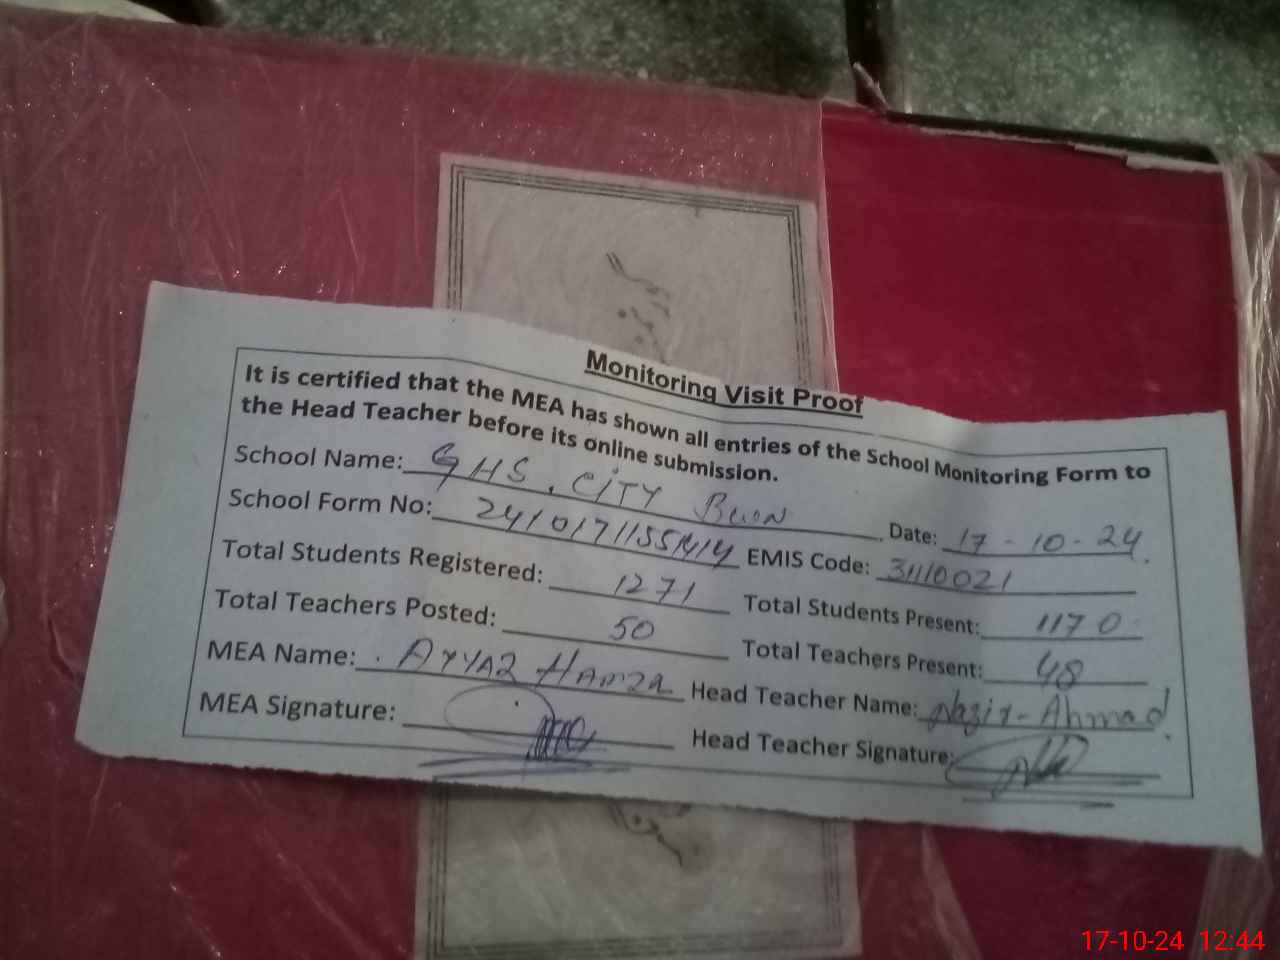 Monitoring Visit Proof
It is certified that the MEA has shown all entries of the School Monitoring Form to
the Head Teacher before its online submission.
School Name: GHS. CITY BWN Date: 17-10-24
School Form No: EMIS Code: 31110021
Total Students Registered: 1271 Total Students Present: 1170
Total Teachers Posted: 50 Total Teachers Present: 48
MEA Name: AYYAZ HAMZA Head Teacher Name: Nazir-Ahmad
MEA Signature: Head Teacher Signature:
17-10-24 12:44